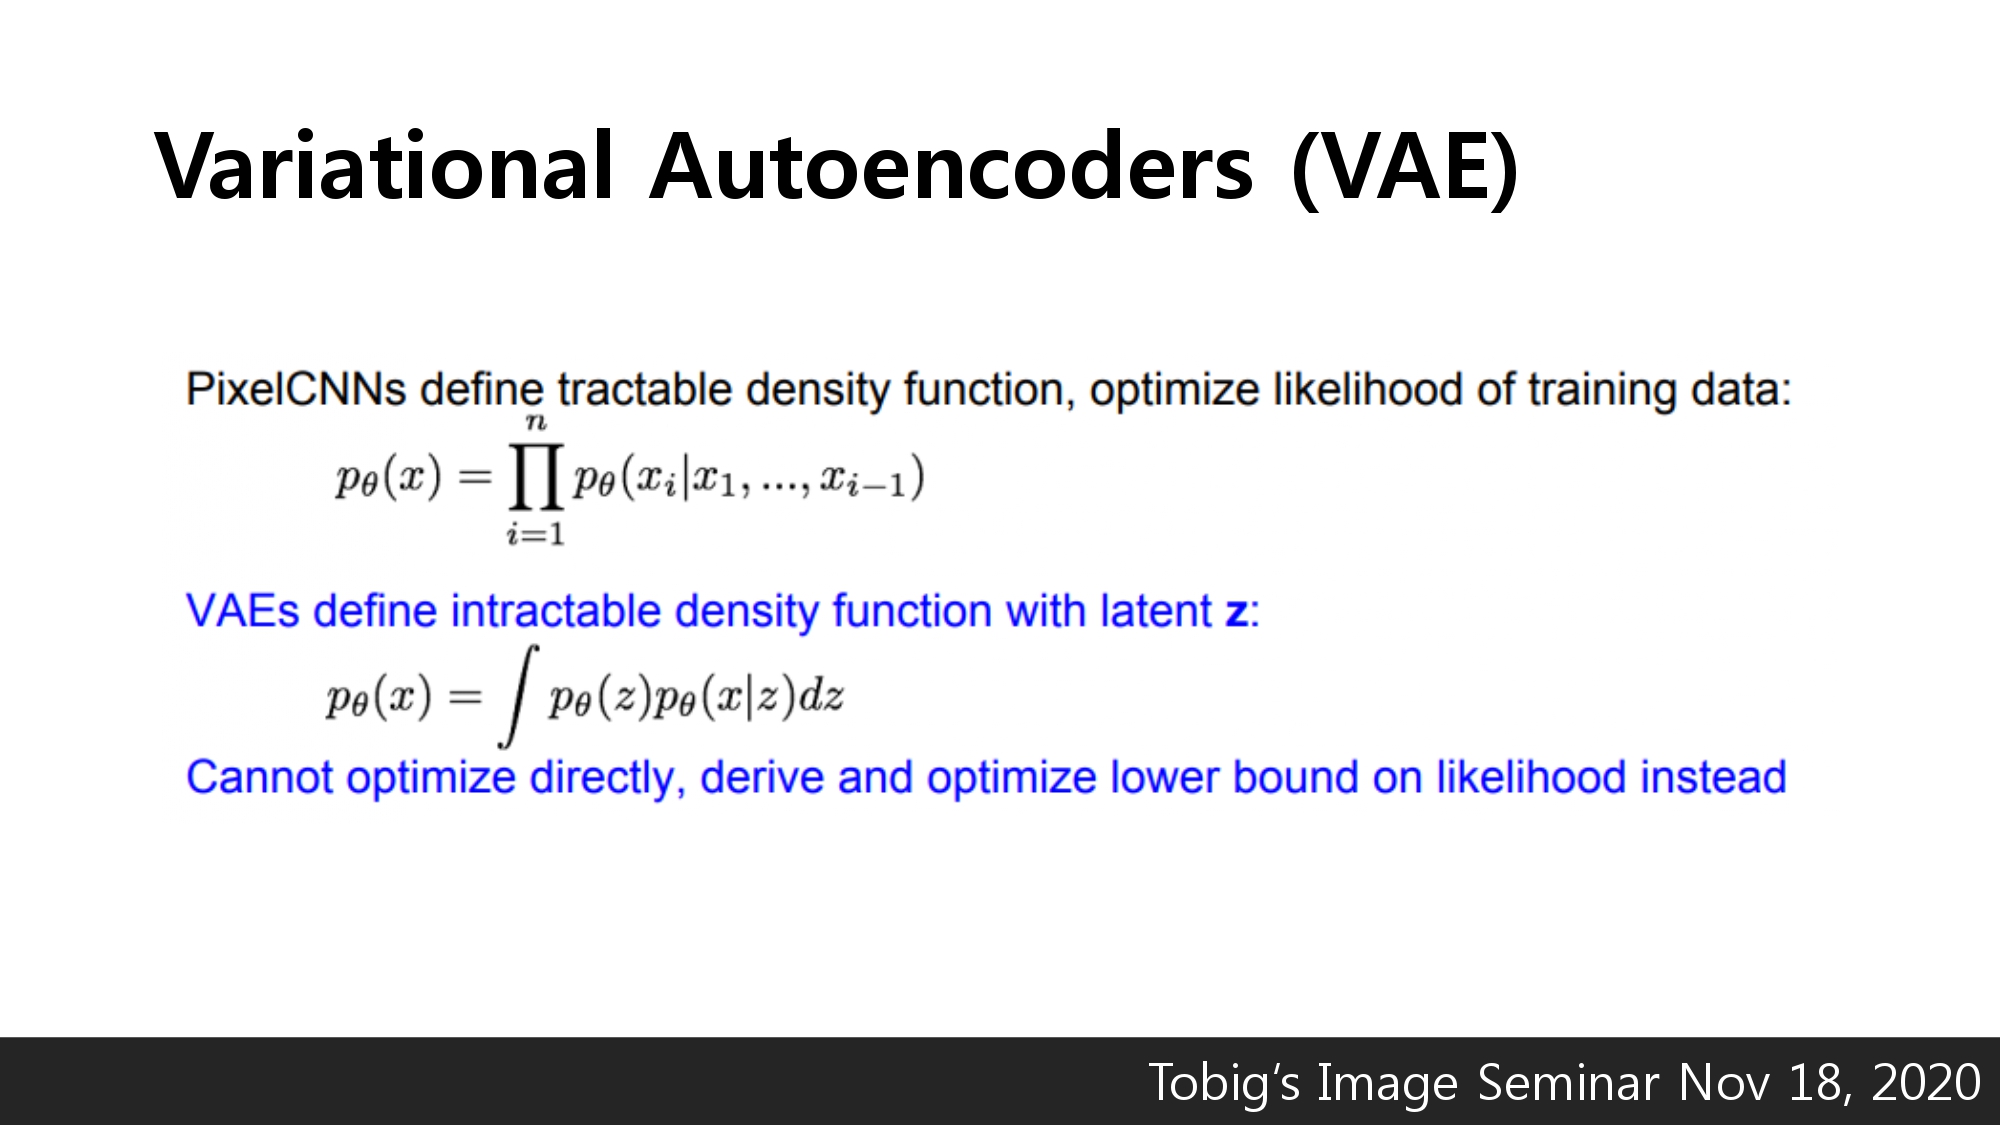 Variational Autoencoders (VAE)
PixelCNNs define tractable density function, optimize likelihood of training data:
$p_\theta(x) = \prod_{i=1}^{n} p_\theta(x_i|x_1, ..., x_{i-1})$
VAEs define intractable density function with latent z:
$p_\theta(x) = \int p_\theta(z)p_\theta(x|z)dz$
Cannot optimize directly, derive and optimize lower bound on likelihood instead
Tobig‘s Image Seminar Nov 18, 2020